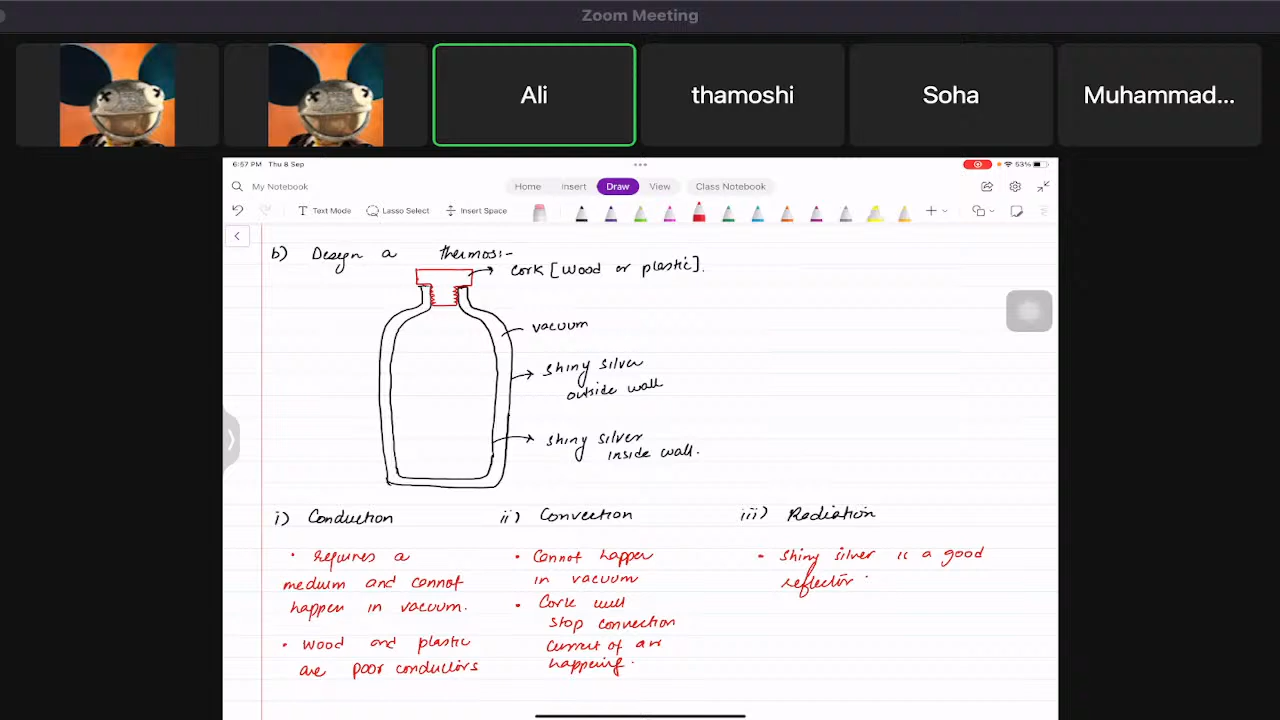 Zoom Meeting
Ali
thamoshi
Soha
Muhammad...
6:57 PM Thu 8 Sep
53%
My Notebook
Home
Insert
Draw
View
Class Notebook
Text Mode
Lasso Select
Insert Space
b) Design a thermos:-
cork [wood or plastic].
vacuum
shiny silver
outside wall
shiny silver
inside wall.
i) Conduction
ii) Convection
iii) Radiation
• requires a
medium and cannot
happen in vacuum.
• wood and plastic
are poor conductors
• Cannot happen
in vacuum
• Cork will
stop convection
current of air
happening.
• shiny silver is a good
reflector.